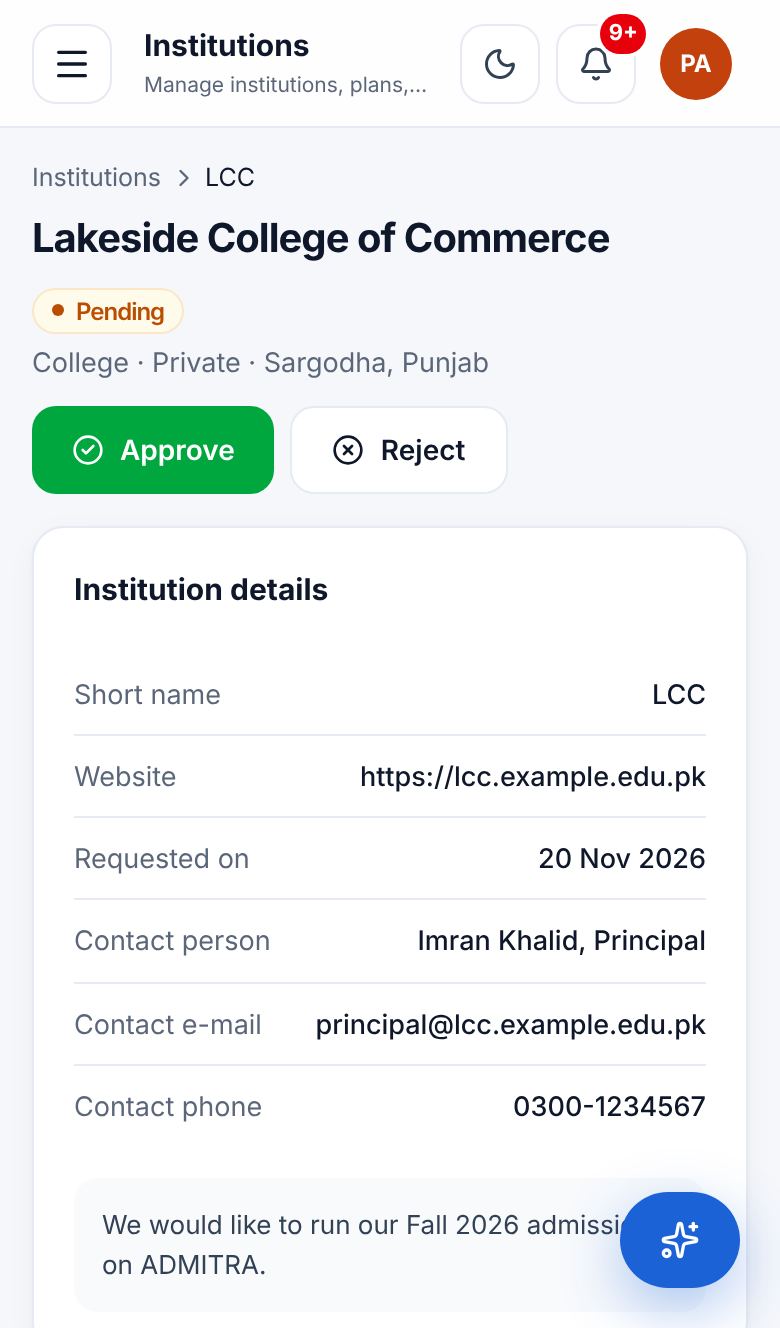 Institutions
Manage institutions, plans,...
9+
PA
Institutions > LCC
Lakeside College of Commerce
Pending
College · Private · Sargodha, Punjab
Approve
Reject
Institution details
Short name LCC
Website https://lcc.example.edu.pk
Requested on 20 Nov 2026
Contact person Imran Khalid, Principal
Contact e-mail principal@lcc.example.edu.pk
Contact phone 0300-1234567
We would like to run our Fall 2026
on ADMITRA.